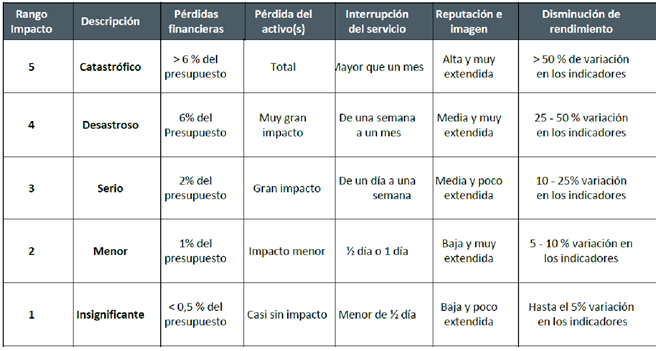 Rango Impacto | Descripción | Pérdidas financieras | Pérdida del activo(s) | Interrupción del servicio | Reputación e imagen | Disminución de rendimiento
5 | Catastrófico | > 6 % del presupuesto | Total | Mayor que un mes | Alta y muy extendida | > 50 % de variación en los indicadores
4 | Desastroso | 6% del Presupuesto | Muy gran impacto | De una semana a un mes | Media y muy extendida | 25 - 50 % variación en los indicadores
3 | Serio | 2% del presupuesto | Gran impacto | De un día a una semana | Media y poco extendida | 10 - 25% variación en los indicadores
2 | Menor | 1% del presupuesto | Impacto menor | ½ día o 1 día | Baja y muy extendida | 5 - 10 % variación en los indicadores
1 | Insignificante | < 0,5 % del presupuesto | Casi sin impacto | Menor de ½ día | Baja y poco extendida | Hasta el 5% variación en los indicadores